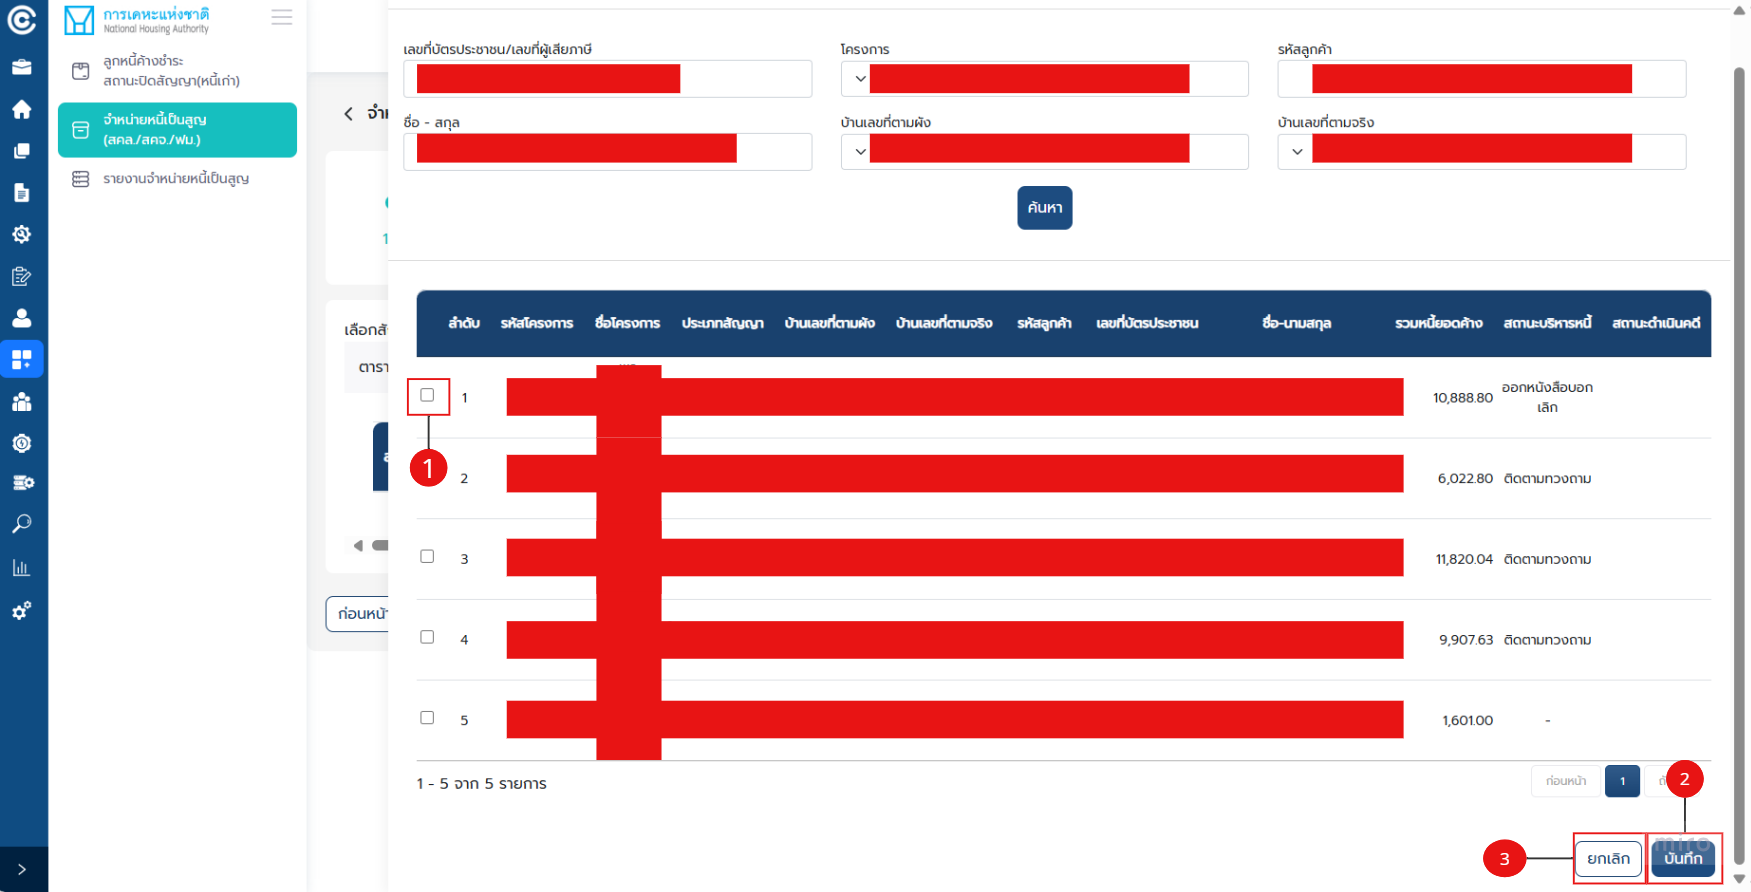 การเคหะแห่งชาติ
National Housing Authority
ลูกหนี้ค้างชำระ
สถานะปิดสัญญา(หนี้เก่า)
จำหน่ายหนี้เป็นสูญ
(สคล./สคจ./ฟม.)
รายงานจำหน่ายหนี้เป็นสูญ
เลขที่บัตรประชาชน/เลขที่ผู้เสียภาษี
โครงการ
รหัสลูกค้า
ชื่อ - สกุล
บ้านเลขที่ตามผัง
บ้านเลขที่ตามจริง
ค้นหา
ลำดับ รหัสโครงการ ชื่อโครงการ ประเภทสัญญา บ้านเลขที่ตามผัง บ้านเลขที่ตามจริง รหัสลูกค้า เลขที่บัตรประชาชน ชื่อ-นามสกุล รวมหนี้ยอดค้าง สถานะบริหารหนี้ สถานะดำเนินคดี
1 10,888.80 ออกหนังสือบอก
เลิก
1
2 6,022.80 ติดตามทวงถาม
3 11,820.04 ติดตามทวงถาม
4 9,907.63 ติดตามทวงถาม
5 1,601.00 -
1 - 5 จาก 5 รายการ
ก่อนหน้า 1 2
3 ยกเลิก บันทึก
miro